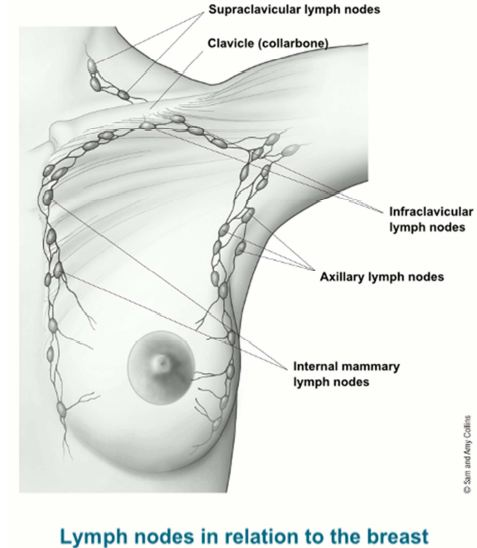 Supraclavicular lymph nodes
Clavicle (collarbone)
Infraclavicular
lymph nodes
Axillary lymph nodes
Internal mammary
lymph nodes
© Sam and Amy Collins
Lymph nodes in relation to the breast